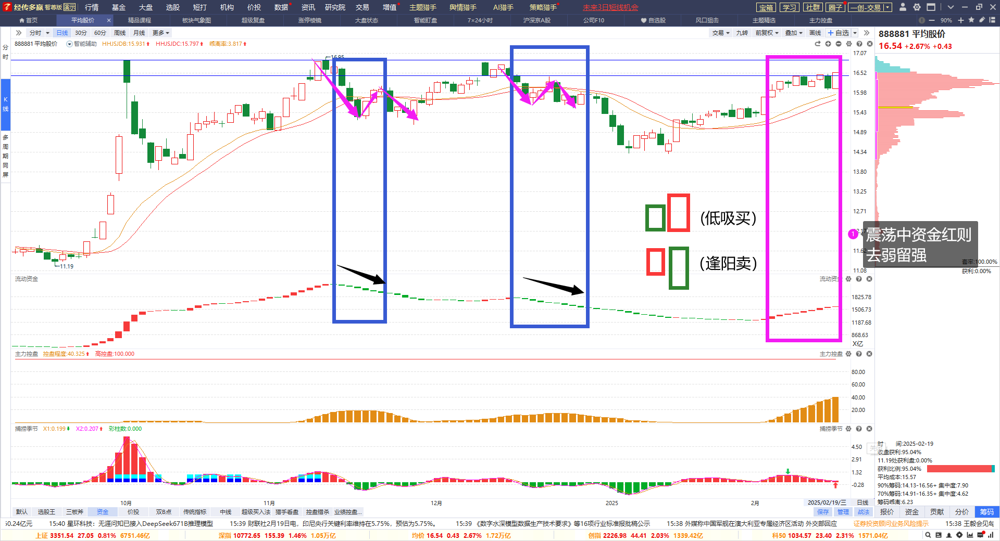 经传多赢 智尊版 演示 行情 基金 大盘 选股 短打 机构 价投 数据 资讯 研究院 交易 增值 主题猎手 舆情猎手 AI猎手 策略猎手 未来3日短线机会 宝箱 学习 社群 圈子 一创-交易
首页 平均股价 × 精品课程 板块气象图 超级复盘 涨停棱镜 大盘状态 智能盯盘 7×24小时 沪深京A股 公司F10 自选股 风口狙击 主题精选 主力控盘 90%
分时 日线 30分 60分 周线 月线 更多 交易 九转 前复权 叠加 画线 +自选
888881 平均股价
16.54 +2.67% +0.43
888881 平均股价 智能辅助 HHJSJDB:15.931 HHJSJDC:15.797 乖离率:3.817
分时
K线
多周期同屏
17.07
16.52
15.98
15.43
14.89
14.34
13.80
13.25
12.71
12.17
11.62
11.08
16.95
11.19
(低吸买)
(逢阳卖)
1
震荡中资金红则
去弱留强
套牢:100.00%
获利:0.00%
流动资金 流动资金
1825.78
1506.73
1187.68
868.63
X亿
主力控盘 控盘程度:40.325 高控盘:100.000 主力控盘
80.00
60.00
40.00
20.00
捕捞季节 X1:0.199 X2:0.207 彩柱数:0.000 捕捞季节
4.50
2.91
1.32
-0.28
时 间:2025-02-19
收盘获利:95.04%
11.19处获利盘:0.00%
获利比例:95.04%
平均成本:15.57
90%筹码:14.13-16.56+ 集中度:7.90
70%筹码:14.91-16.35+ 集中度:4.62
筹码乖离:6.23
10月 11月 12月 2025 2月 2025/02/19/三 日线
默认 选股王 三板斧 资金 价投 双B点 传统指标 中线 超级买入法 猎手看盘 控盘错杀 业绩控盘... 保存 管理 战法 报价 资金 贡献 分价 筹码
50.24亿元 15:40 星环科技：无涯问知已接入DeepSeek671B推理模型 15:39 财联社2月19日电，印尼央行关键利率维持在5.75%，预估为5.75%。 15:39 《数字水深模型数据生产技术要求》等16项行业标准报批稿公示 15:38 外媒称中国军舰在澳大利亚专属经济区活动 外交部回应 证券投资顾问业务风险提示 15:38 王毅会见匈
上证 3351.54 27.05 0.81% 6751.46亿 深指 10772.65 155.39 1.46% 1.05万亿 均价 16.54 0.43 2.67% 1.72万亿 创指 2226.98 44.41 2.03% 1339.42亿 科50 1034.57 23.40 2.31% 1571.04亿